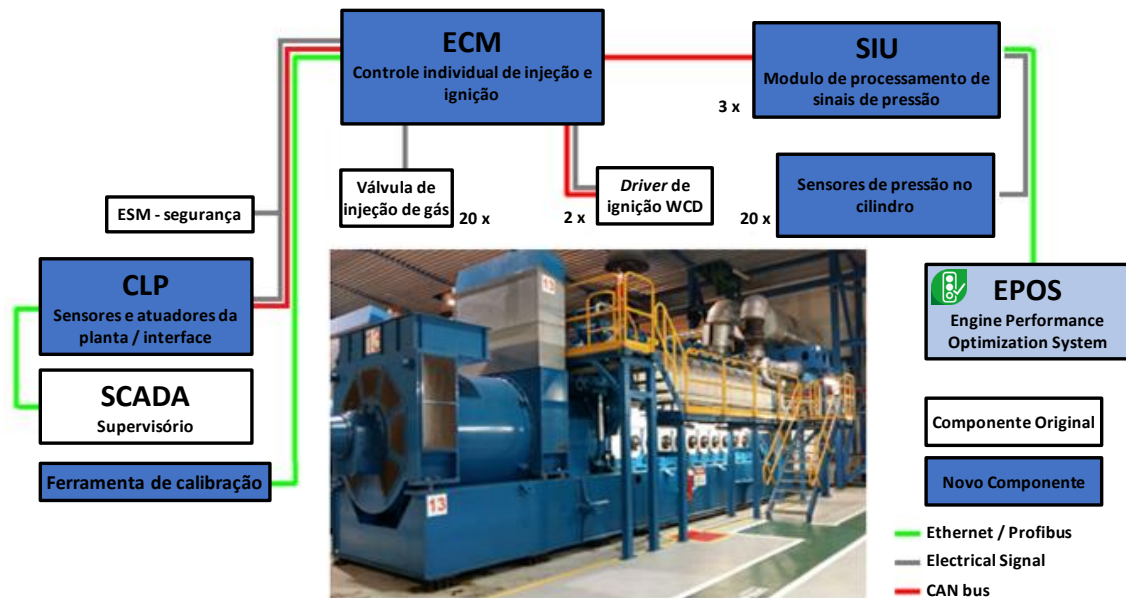 ECM
Controle individual de injeção e
ignição
SIU
Modulo de processamento de
sinais de pressão
3 x
Válvula de
injeção de gás
20 x
2 x
Driver de
ignição WCD
20 x
Sensores de pressão no
cilindro
ESM - segurança
CLP
Sensores e atuadores da
planta / interface
SCADA
Supervisório
Ferramenta de calibração
13
13
EPOS
Engine Performance
Optimization System
Componente Original
Novo Componente
Ethernet / Profibus
Electrical Signal
CAN bus